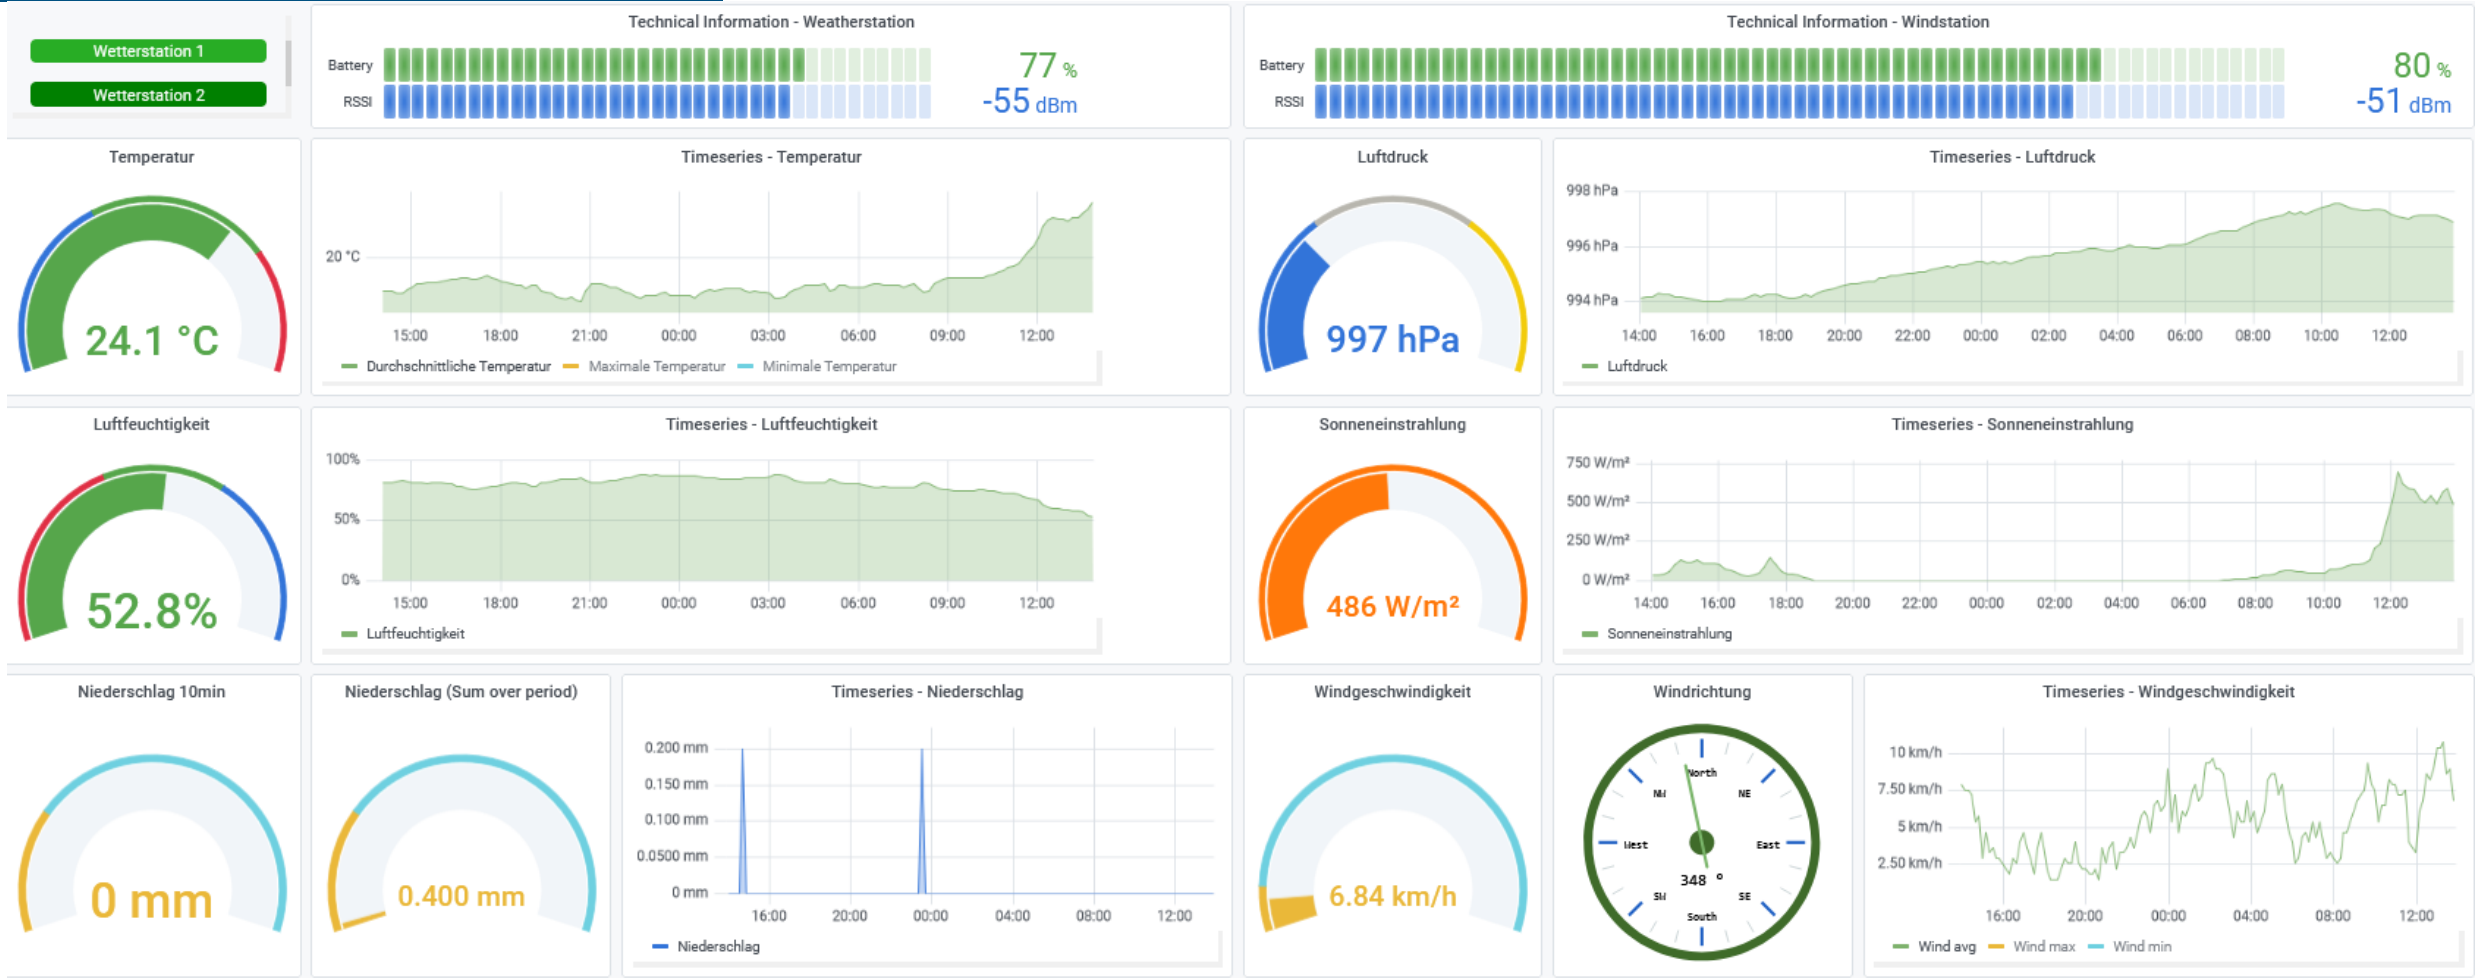 Wetterstation 1
Wetterstation 2
Technical Information - Weatherstation
Battery
77 %
RSSI
-55 dBm
Technical Information - Windstation
Battery
80 %
RSSI
-51 dBm
Temperatur
24.1 °C
Timeseries - Temperatur
20 °C
15:00 18:00 21:00 00:00 03:00 06:00 09:00 12:00
Durchschnittliche Temperatur Maximale Temperatur Minimale Temperatur
Luftdruck
997 hPa
Timeseries - Luftdruck
998 hPa
996 hPa
994 hPa
14:00 16:00 18:00 20:00 22:00 00:00 02:00 04:00 06:00 08:00 10:00 12:00
Luftdruck
Luftfeuchtigkeit
52.8%
Timeseries - Luftfeuchtigkeit
100%
50%
0%
15:00 18:00 21:00 00:00 03:00 06:00 09:00 12:00
Luftfeuchtigkeit
Sonneneinstrahlung
486 W/m²
Timeseries - Sonneneinstrahlung
750 W/m²
500 W/m²
250 W/m²
0 W/m²
14:00 16:00 18:00 20:00 22:00 00:00 02:00 04:00 06:00 08:00 10:00 12:00
Sonneneinstrahlung
Niederschlag 10min
0 mm
Niederschlag (Sum over period)
0.400 mm
Timeseries - Niederschlag
0.200 mm
0.150 mm
0.100 mm
0.0500 mm
0 mm
16:00 20:00 00:00 04:00 08:00 12:00
Niederschlag
Windgeschwindigkeit
6.84 km/h
Windrichtung
North
NW NE
West East
348 °
SW SE
South
Timeseries - Windgeschwindigkeit
10 km/h
7.50 km/h
5 km/h
2.50 km/h
16:00 20:00 00:00 04:00 08:00 12:00
Wind avg Wind max Wind min